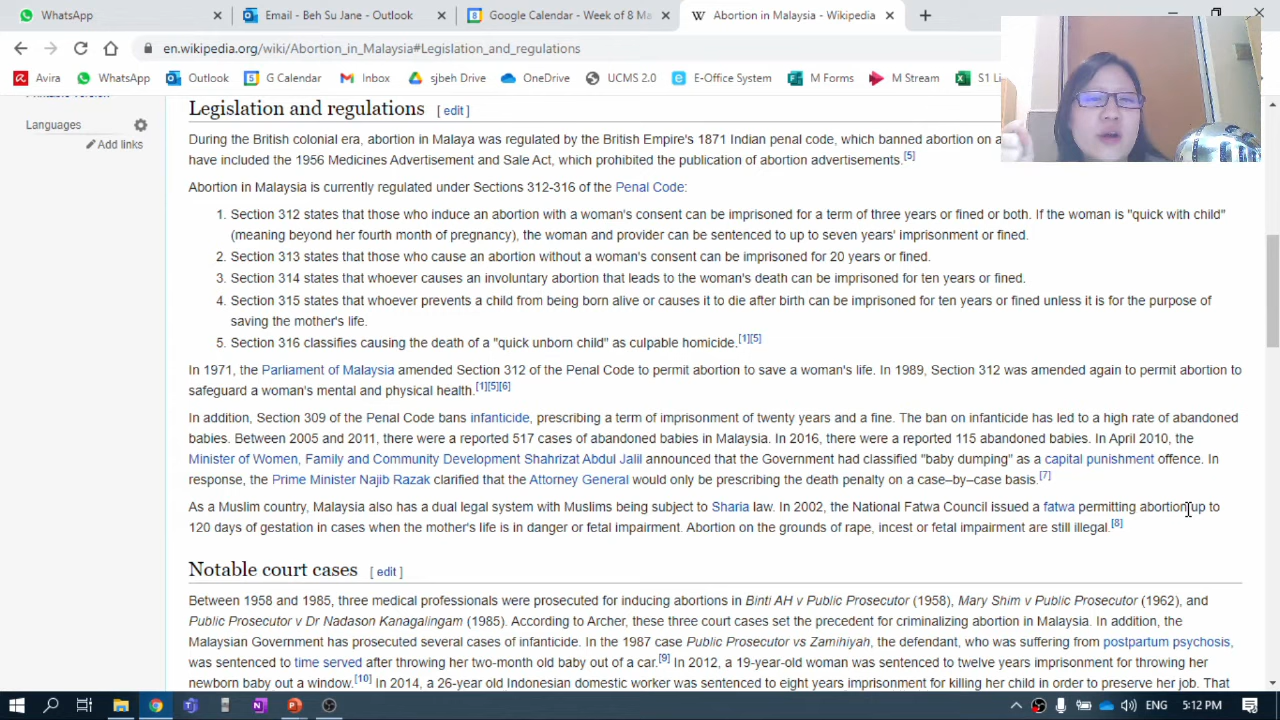 WhatsApp
Email - Beh Su Jane - Outlook
Google Calendar - Week of 8 Ma
Abortion in Malaysia - Wikipedia
en.wikipedia.org/wiki/Abortion_in_Malaysia#Legislation_and_regulations
Avira WhatsApp Outlook G Calendar Inbox sjbeh Drive OneDrive UCMS 2.0 E-Office System M Forms M Stream S1 Li
Printable version
Languages
Add links
Legislation and regulations [ edit ]
During the British colonial era, abortion in Malaya was regulated by the British Empire's 1871 Indian penal code, which banned abortion on a
have included the 1956 Medicines Advertisement and Sale Act, which prohibited the publication of abortion advertisements.[5]
Abortion in Malaysia is currently regulated under Sections 312-316 of the Penal Code:
1. Section 312 states that those who induce an abortion with a woman's consent can be imprisoned for a term of three years or fined or both. If the woman is "quick with child"
(meaning beyond her fourth month of pregnancy), the woman and provider can be sentenced to up to seven years' imprisonment or fined.
2. Section 313 states that those who cause an abortion without a woman's consent can be imprisoned for 20 years or fined.
3. Section 314 states that whoever causes an involuntary abortion that leads to the woman's death can be imprisoned for ten years or fined.
4. Section 315 states that whoever prevents a child from being born alive or causes it to die after birth can be imprisoned for ten years or fined unless it is for the purpose of
saving the mother's life.
5. Section 316 classifies causing the death of a "quick unborn child" as culpable homicide.[1][5]
In 1971, the Parliament of Malaysia amended Section 312 of the Penal Code to permit abortion to save a woman's life. In 1989, Section 312 was amended again to permit abortion to
safeguard a woman's mental and physical health.[1][5][6]
In addition, Section 309 of the Penal Code bans infanticide, prescribing a term of imprisonment of twenty years and a fine. The ban on infanticide has led to a high rate of abandoned
babies. Between 2005 and 2011, there were a reported 517 cases of abandoned babies in Malaysia. In 2016, there were a reported 115 abandoned babies. In April 2010, the
Minister of Women, Family and Community Development Shahrizat Abdul Jalil announced that the Government had classified "baby dumping" as a capital punishment offence. In
response, the Prime Minister Najib Razak clarified that the Attorney General would only be prescribing the death penalty on a case–by–case basis.[7]
As a Muslim country, Malaysia also has a dual legal system with Muslims being subject to Sharia law. In 2002, the National Fatwa Council issued a fatwa permitting abortion up to
120 days of gestation in cases when the mother's life is in danger or fetal impairment. Abortion on the grounds of rape, incest or fetal impairment are still illegal.[8]
Notable court cases [ edit ]
Between 1958 and 1985, three medical professionals were prosecuted for inducing abortions in Binti AH v Public Prosecutor (1958), Mary Shim v Public Prosecutor (1962), and
Public Prosecutor v Dr Nadason Kanagalingam (1985). According to Archer, these three court cases set the precedent for criminalizing abortion in Malaysia. In addition, the
Malaysian Government has prosecuted several cases of infanticide. In the 1987 case Public Prosecutor vs Zamihiyah, the defendant, who was suffering from postpartum psychosis,
was sentenced to time served after throwing her two-month old baby out of a car.[9] In 2012, a 19-year-old woman was sentenced to twelve years imprisonment for throwing her
newborn baby out a window.[10] In 2014, a 26-year old Indonesian domestic worker was sentenced to eight years imprisonment for killing her child in order to preserve her job. That
ENG 5:12 PM